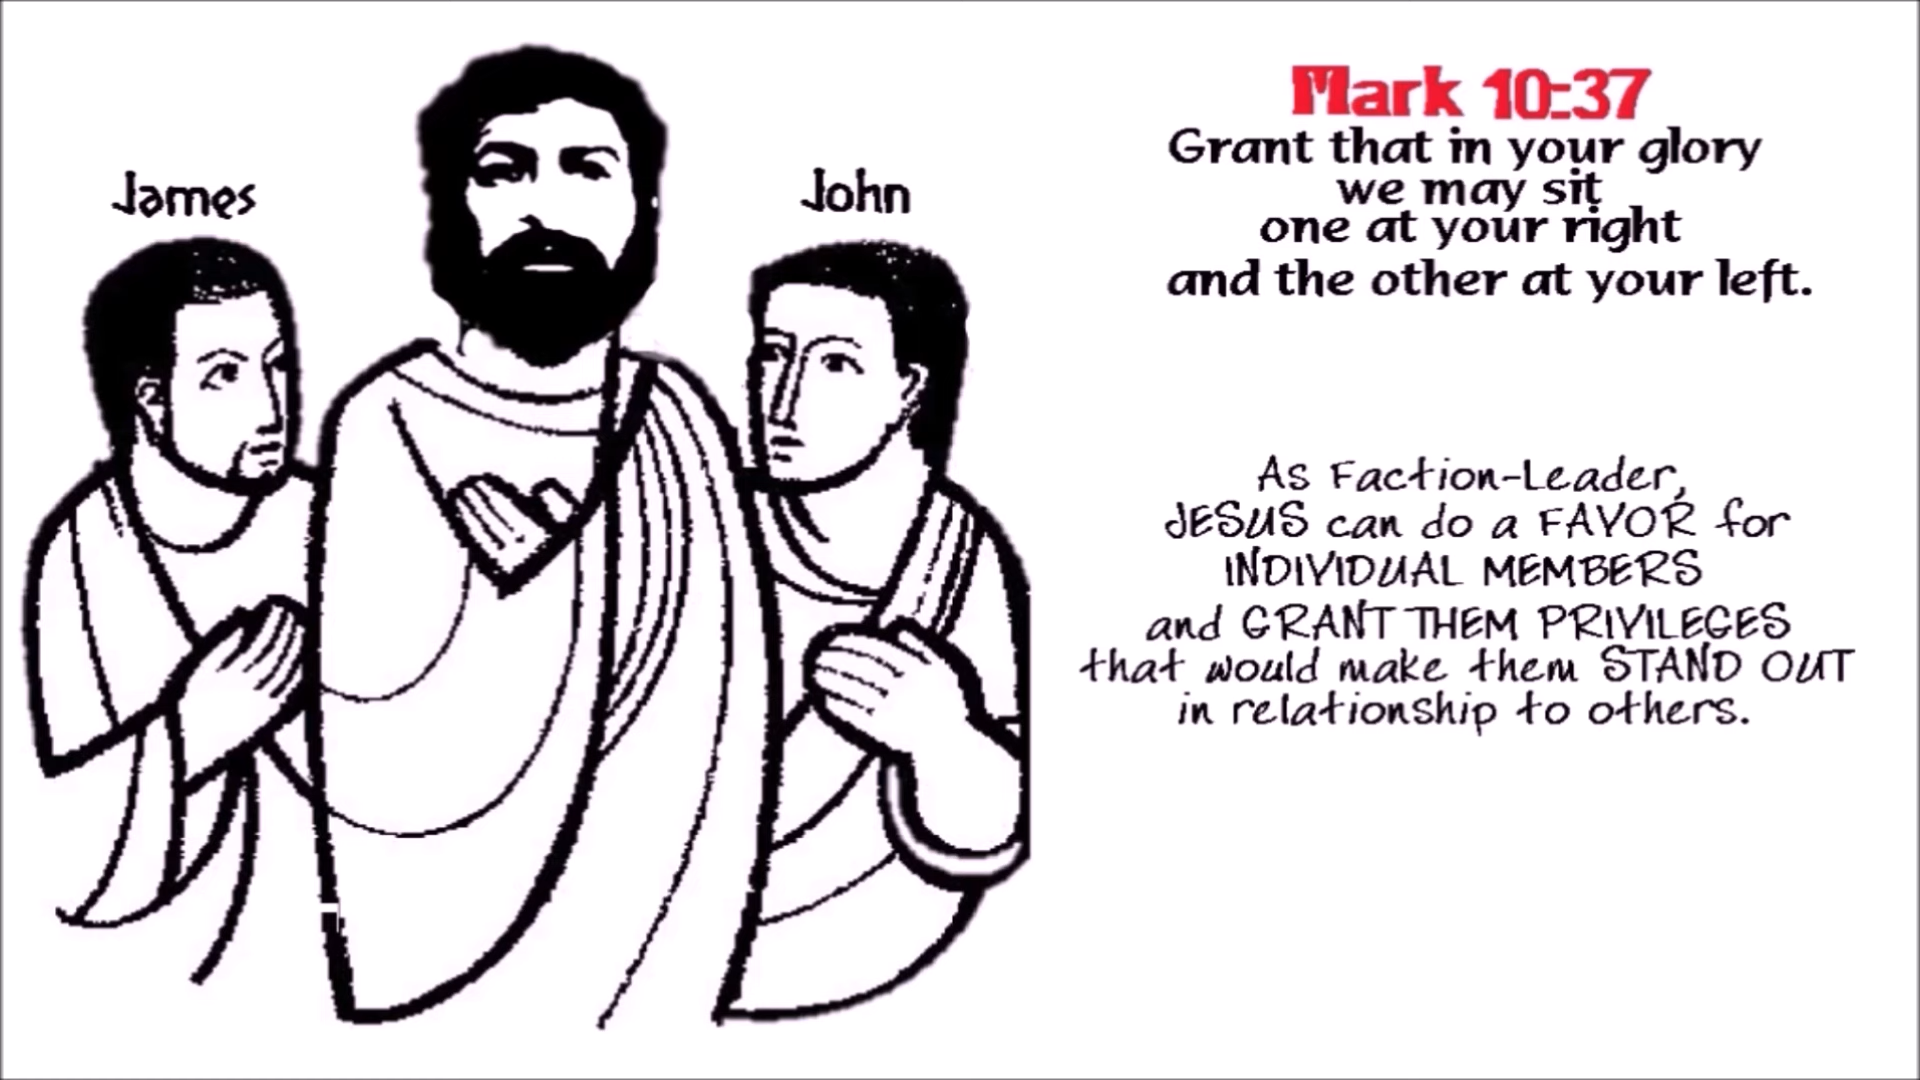 James
John
Mark 10:37
Grant that in your glory
we may sit
one at your right
and the other at your left.
As Faction-Leader,
JESUS can do a FAVOR for
INDIVIDUAL MEMBERS
and GRANT THEM PRIVILEGES
that would make them STAND OUT
in relationship to others.